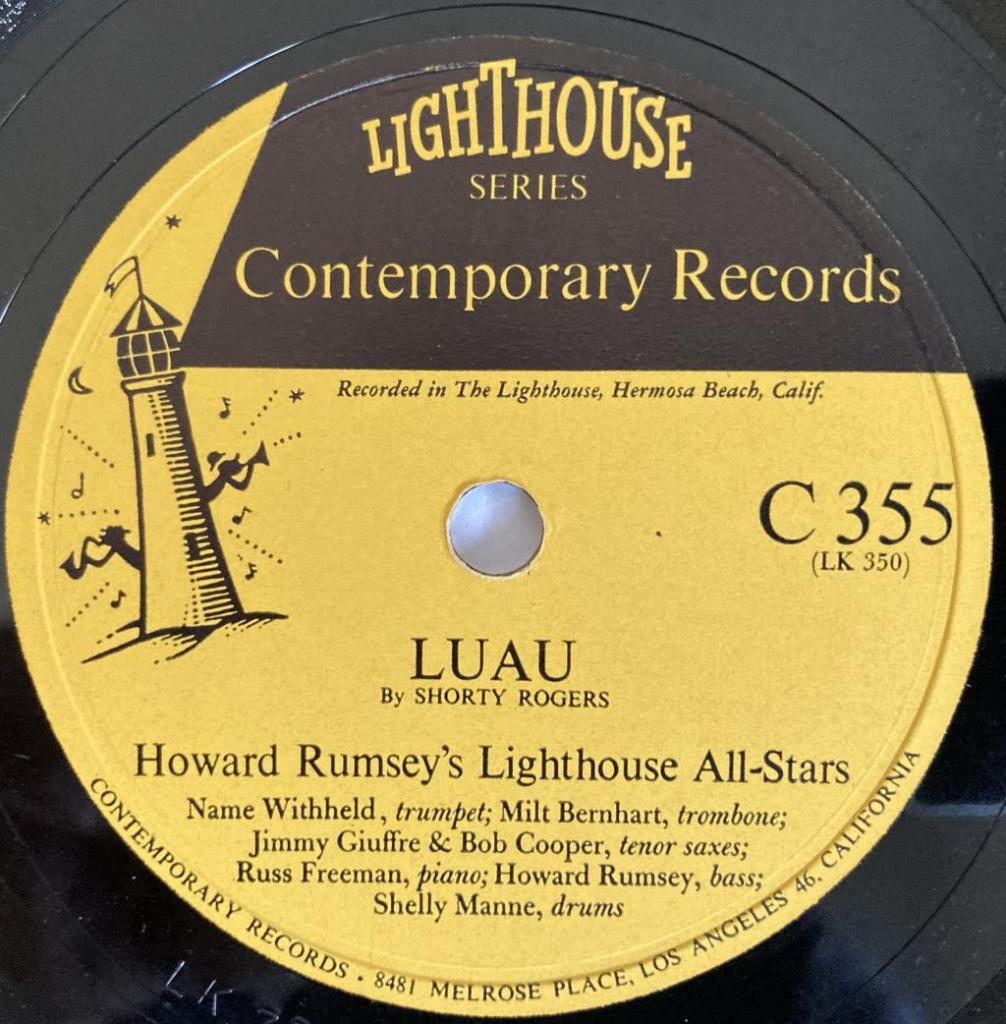 LIGHTHOUSE
SERIES
Contemporary Records
Recorded in The Lighthouse, Hermosa Beach, Calif.
C 355
(LK 350)
LUAU
By SHORTY ROGERS
Howard Rumsey's Lighthouse All-Stars
Name Withheld, trumpet; Milt Bernhart, trombone;
Jimmy Giuffre & Bob Cooper, tenor saxes;
Russ Freeman, piano; Howard Rumsey, bass;
Shelly Manne, drums
CONTEMPORARY RECORDS • 8481 MELROSE PLACE, LOS ANGELES 46, CALIFORNIA
LK